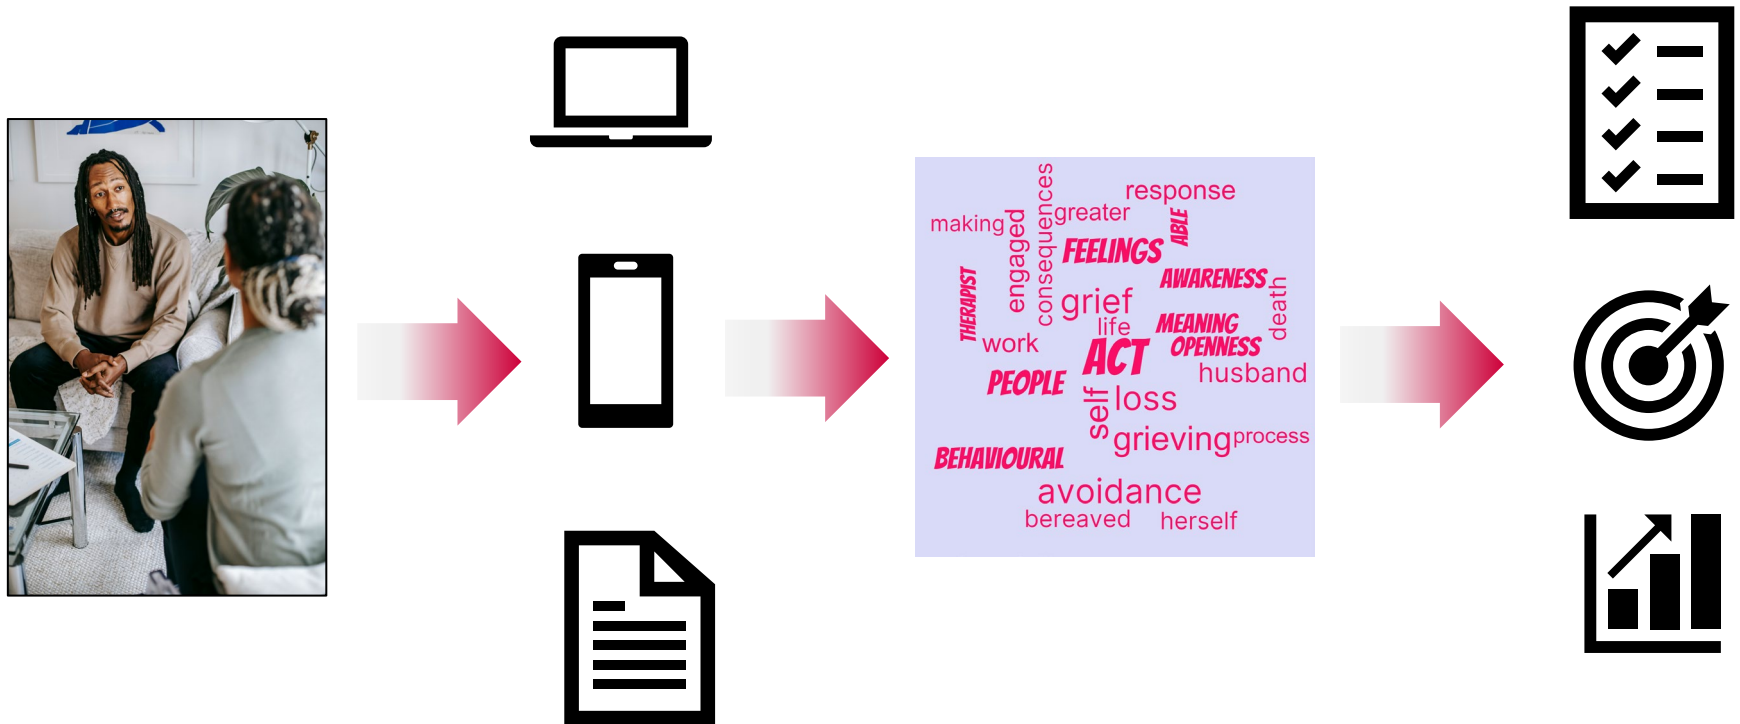 consequences
response
making
engaged
greater
ABLE
FEELINGS
THERAPIST
AWARENESS
grief
death
life
MEANING
work
ACT
OPENNESS
PEOPLE
husband
self
loss
grieving
process
BEHAVIOURAL
avoidance
bereaved
herself